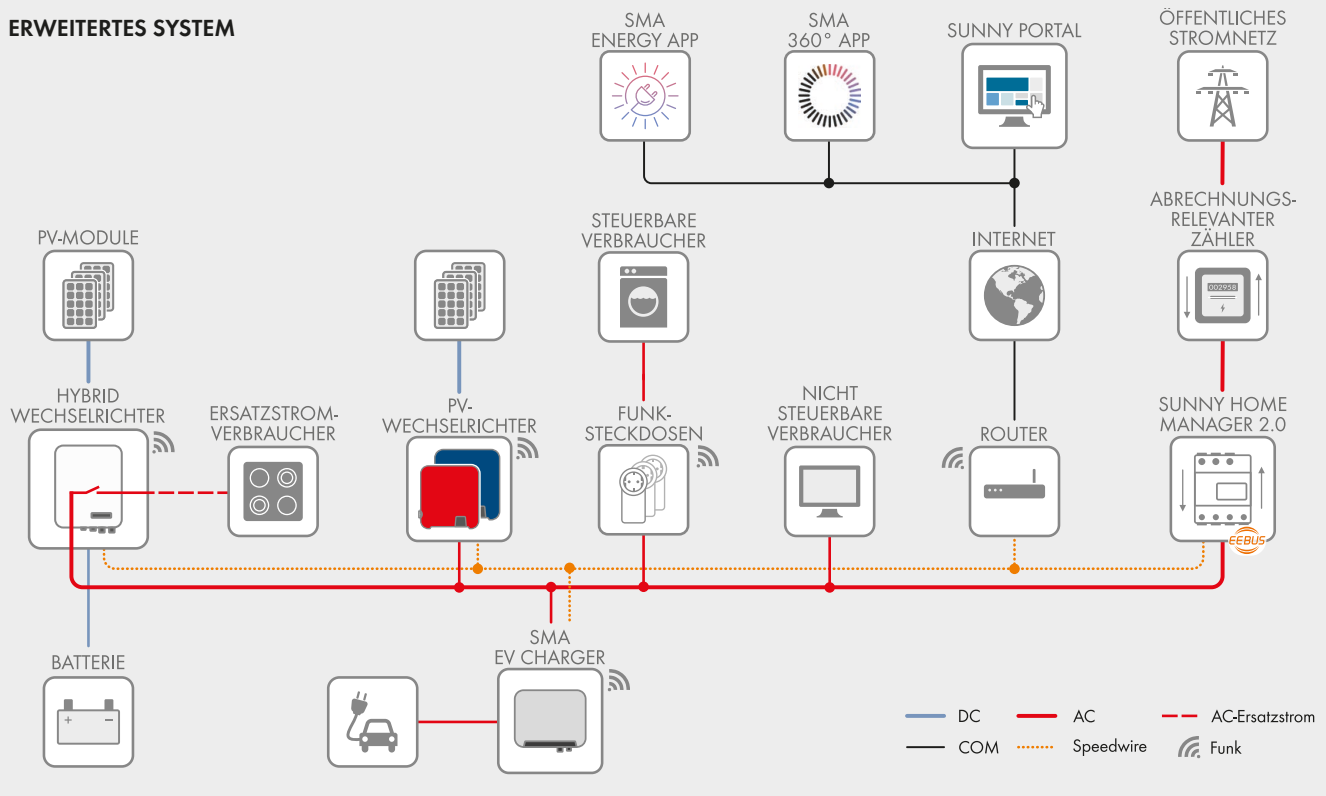 ERWEITERTES SYSTEM
SMA
ENERGY APP
SMA
360° APP
SUNNY PORTAL
ÖFFENTLICHES
STROMNETZ
ABRECHNUNGS-
RELEVANTER
ZÄHLER
002958
PV-MODULE
STEUERBARE
VERBRAUCHER
INTERNET
HYBRID
WECHSELRICHTER
ERSATZSTROM-
VERBRAUCHER
PV-
WECHSELRICHTER
FUNK-
STECKDOSEN
NICHT
STEUERBARE
VERBRAUCHER
ROUTER
SUNNY HOME
MANAGER 2.0
EEBUS
BATTERIE
+ −
SMA
EV CHARGER
DC
AC
AC-Ersatzstrom
COM
Speedwire
Funk